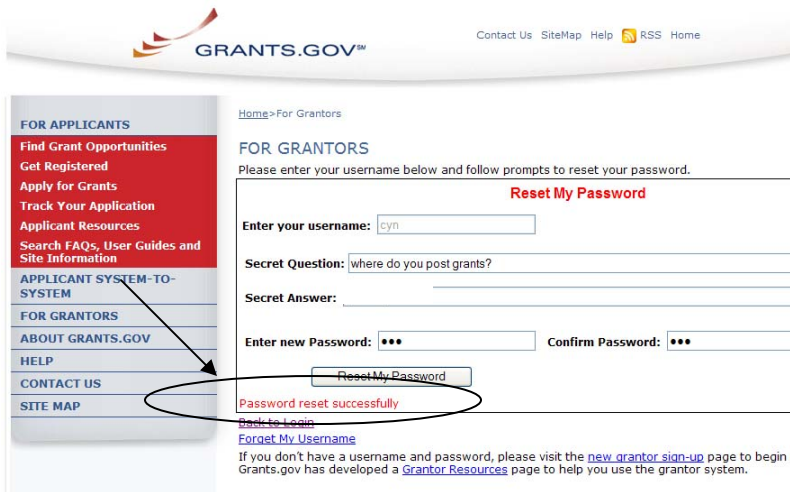 GRANTS.GOV℠
Contact Us SiteMap Help RSS Home
FOR APPLICANTS
Find Grant Opportunities
Get Registered
Apply for Grants
Track Your Application
Applicant Resources
Search FAQs, User Guides and
Site Information
APPLICANT SYSTEM-TO-
SYSTEM
FOR GRANTORS
ABOUT GRANTS.GOV
HELP
CONTACT US
SITE MAP
Home>For Grantors
FOR GRANTORS
Please enter your username below and follow prompts to reset your password.
Reset My Password
Enter your username: cyn
Secret Question: where do you post grants?
Secret Answer:
Enter new Password: ••• Confirm Password: •••
Reset My Password
Password reset successfully
Back to Login
Forget My Username
If you don't have a username and password, please visit the new grantor sign-up page to begin
Grants.gov has developed a Grantor Resources page to help you use the grantor system.